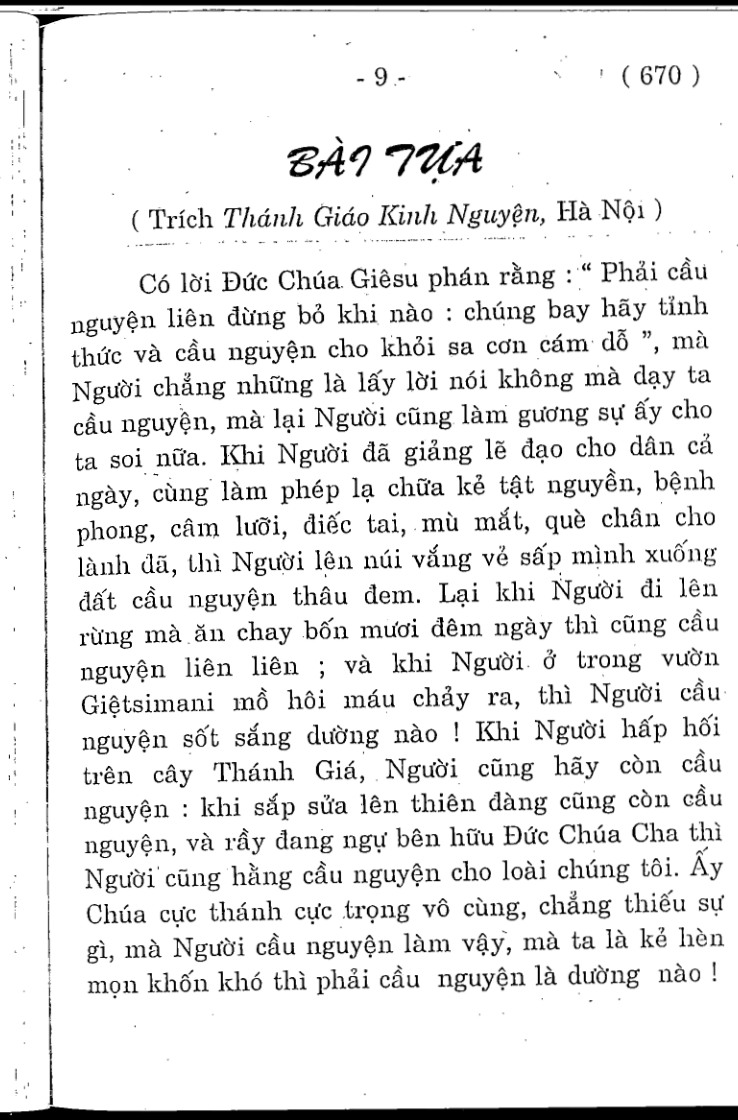 - 9 -
( 670 )
BÀI TỰA
( Trích Thánh Giáo Kinh Nguyện, Hà Nội )
Có lời Đức Chúa Giêsu phán rằng : “ Phải cầu
nguyện liên đừng bỏ khi nào : chúng bay hãy tỉnh
thức và cầu nguyện cho khỏi sa cơn cám dỗ ”, mà
Người chẳng những là lấy lời nói không mà dạy ta
cầu nguyện, mà lại Người cũng làm gương sự ấy cho
ta soi nữa. Khi Người đã giảng lẽ đạo cho dân cả
ngày, cùng làm phép lạ chữa kẻ tật nguyền, bệnh
phong, câm lưỡi, điếc tai, mù mắt, què chân cho
lành đã, thì Người lên núi vắng vẻ sấp mình xuống
đất cầu nguyện thâu đem. Lại khi Người đi lên
rừng mà ăn chay bốn mươi đêm ngày thì cũng cầu
nguyện liên liên ; và khi Người ở trong vườn
Giệtsimani mồ hôi máu chảy ra, thì Người cầu
nguyện sốt sắng dường nào ! Khi Người hấp hối
trên cây Thánh Giá, Người cũng hãy còn cầu
nguyện : khi sắp sửa lên thiên đàng cũng còn cầu
nguyện, và rầy đang ngự bên hữu Đức Chúa Cha thì
Người cũng hằng cầu nguyện cho loài chúng tôi. Ấy
Chúa cực thánh cực trọng vô cùng, chẳng thiếu sự
gì, mà Người cầu nguyện làm vậy, mà ta là kẻ hèn
mọn khốn khó thì phải cầu nguyện là dường nào !